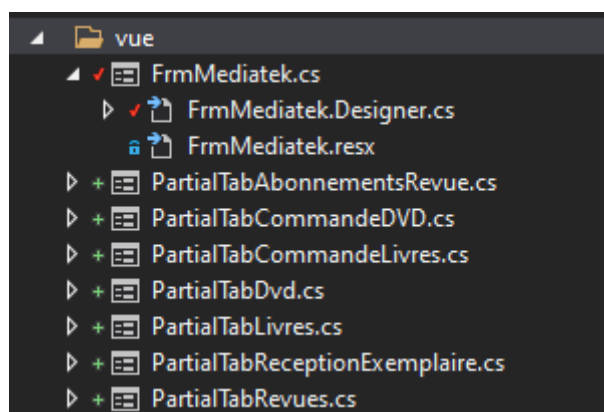 vue
FrmMediatek.cs
FrmMediatek.Designer.cs
FrmMediatek.resx
PartialTabAbonnementsRevue.cs
PartialTabCommandeDVD.cs
PartialTabCommandeLivres.cs
PartialTabDvd.cs
PartialTabLivres.cs
PartialTabReceptionExemplaire.cs
PartialTabRevues.cs